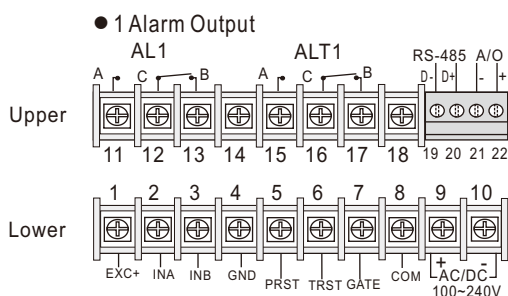 ● 1 Alarm Output
AL1 ALT1 RS-485 A/O
A C B A C B D- D+ - +
Upper
11 12 13 14 15 16 17 18 19 20 21 22
1 2 3 4 5 6 7 8 9 10
Lower
+ -
EXC+ INA INB GND PRST TRST GATE COM AC/DC
100~240V